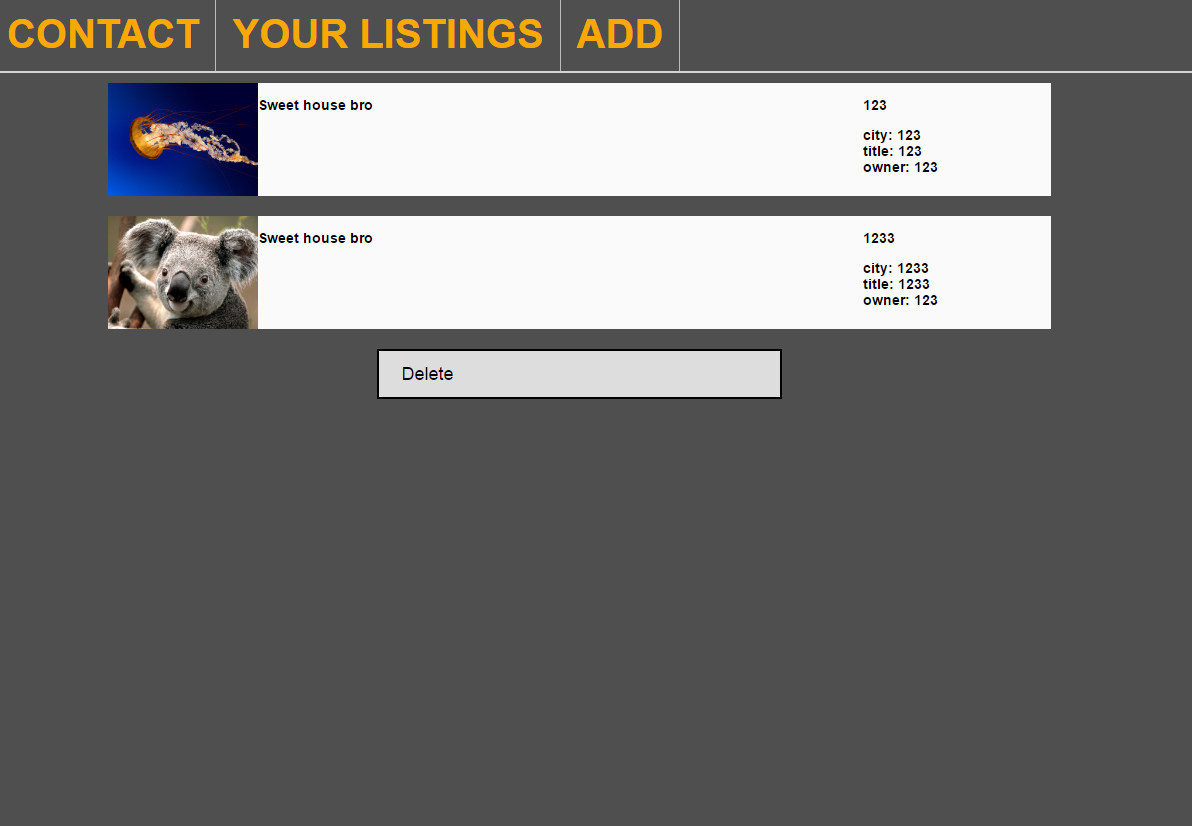 CONTACT YOUR LISTINGS ADD
Sweet house bro 123
city: 123
title: 123
owner: 123
Sweet house bro 1233
city: 1233
title: 1233
owner: 123
Delete